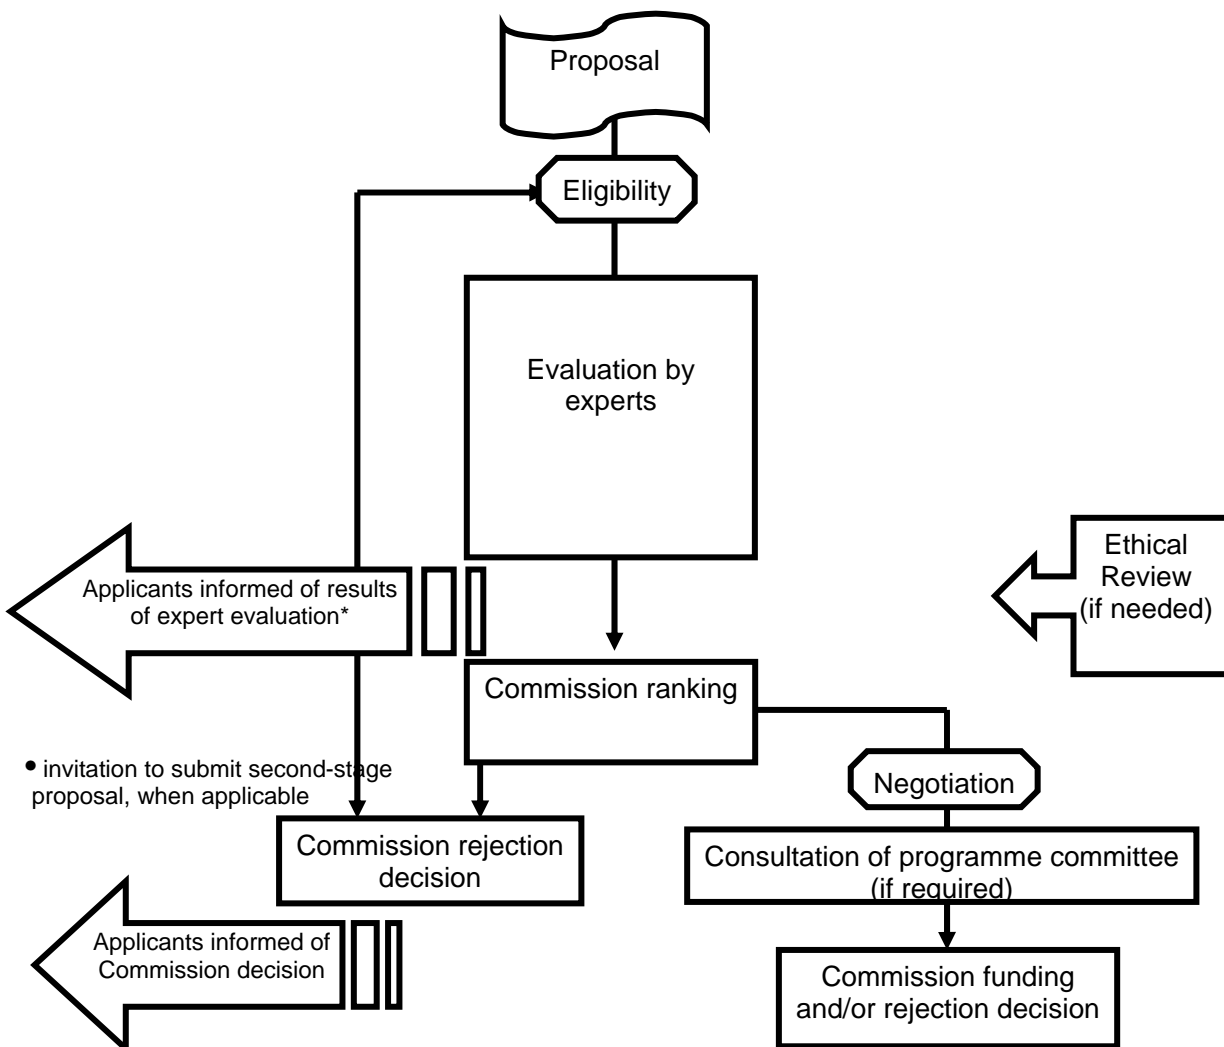 Proposal
Eligibility
Evaluation by
experts
Ethical
Review
(if needed)
Applicants informed of results
of expert evaluation*
Commission ranking
• invitation to submit second-stage
proposal, when applicable
Negotiation
Commission rejection
decision
Consultation of programme committee
(if required)
Applicants informed of
Commission decision
Commission funding
and/or rejection decision